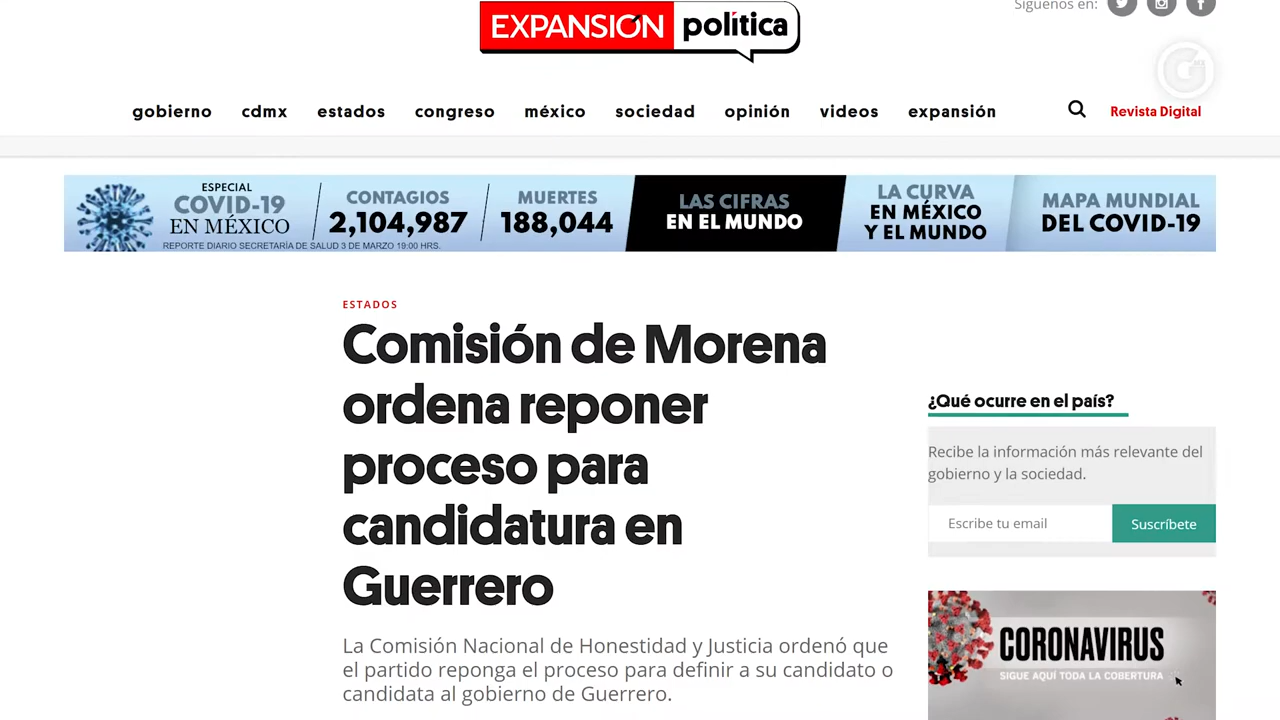 EXPANSIÓN política
Síguenos en:
gobierno cdmx estados congreso méxico sociedad opinión videos expansión
Revista Digital
ESPECIAL
COVID-19
EN MÉXICO
CONTAGIOS
2,104,987
MUERTES
188,044
REPORTE DIARIO SECRETARÍA DE SALUD 3 DE MARZO 19:00 HRS.
LAS CIFRAS
EN EL MUNDO
LA CURVA
EN MÉXICO
Y EL MUNDO
MAPA MUNDIAL
DEL COVID-19
ESTADOS
Comisión de Morena
ordena reponer
proceso para
candidatura en
Guerrero
La Comisión Nacional de Honestidad y Justicia ordenó que
el partido reponga el proceso para definir a su candidato o
candidata al gobierno de Guerrero.
¿Qué ocurre en el país?
Recibe la información más relevante del
gobierno y la sociedad.
Escribe tu email
Suscríbete
CORONAVIRUS
SIGUE AQUÍ TODA LA COBERTURA